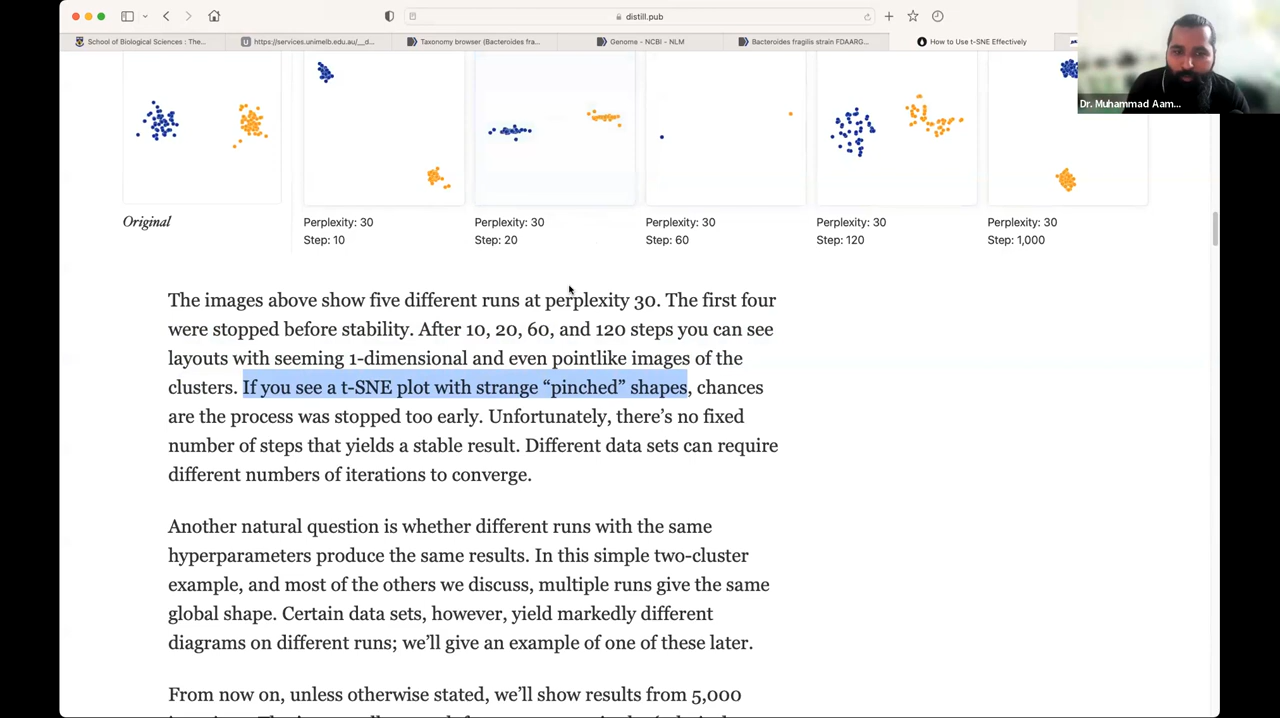 distill.pub
School of Biological Sciences : The...
https://services.unimelb.edu.au/__d...
Taxonomy browser (Bacteroides fra...
Genome - NCBI - NLM
Bacteroides fragilis strain FDAARG...
How to Use t-SNE Effectively
Dr. Muhammad Aam...
Original
Perplexity: 30
Step: 10
Perplexity: 30
Step: 20
Perplexity: 30
Step: 60
Perplexity: 30
Step: 120
Perplexity: 30
Step: 1,000
The images above show five different runs at perplexity 30. The first four
were stopped before stability. After 10, 20, 60, and 120 steps you can see
layouts with seeming 1-dimensional and even pointlike images of the
clusters. If you see a t-SNE plot with strange “pinched” shapes, chances
are the process was stopped too early. Unfortunately, there’s no fixed
number of steps that yields a stable result. Different data sets can require
different numbers of iterations to converge.
Another natural question is whether different runs with the same
hyperparameters produce the same results. In this simple two-cluster
example, and most of the others we discuss, multiple runs give the same
global shape. Certain data sets, however, yield markedly different
diagrams on different runs; we’ll give an example of one of these later.
From now on, unless otherwise stated, we’ll show results from 5,000